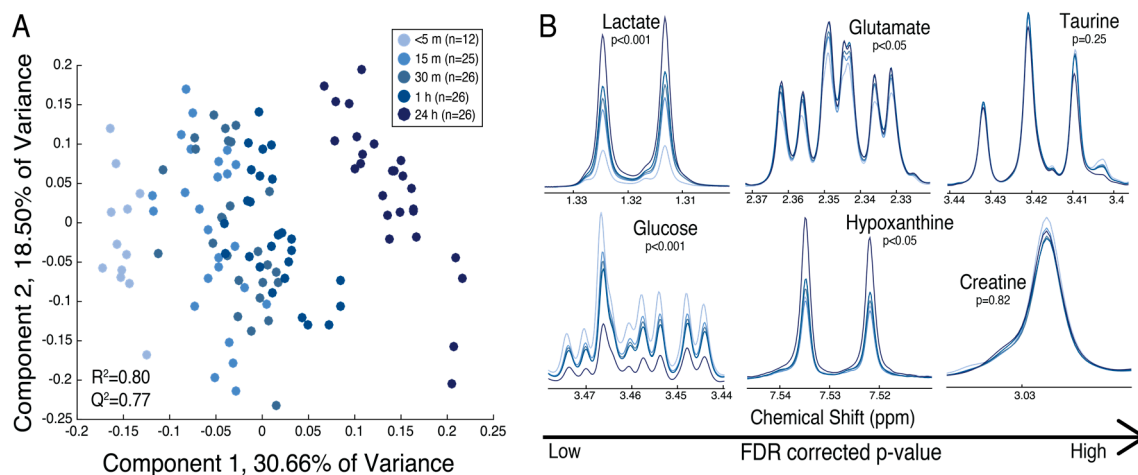 A
<5 m (n=12)
15 m (n=25)
30 m (n=26)
1 h (n=26)
24 h (n=26)
Component 2, 18.50% of Variance
0.2
0.15
0.1
0.05
0
-0.05
-0.1
-0.15
-0.2
-0.25
R²=0.80
Q²=0.77
-0.2 -0.15 -0.1 -0.05 0 0.05 0.1 0.15 0.2 0.25
Component 1, 30.66% of Variance
B
Lactate
p<0.001
1.33 1.32 1.31
Glutamate
p<0.05
2.37 2.36 2.35 2.34 2.33
Taurine
p=0.25
3.44 3.43 3.42 3.41 3.4
Glucose
p<0.001
3.47 3.46 3.45 3.44
Hypoxanthine
p<0.05
7.54 7.53 7.52
Creatine
p=0.82
3.03
Chemical Shift (ppm)
Low FDR corrected p-value High